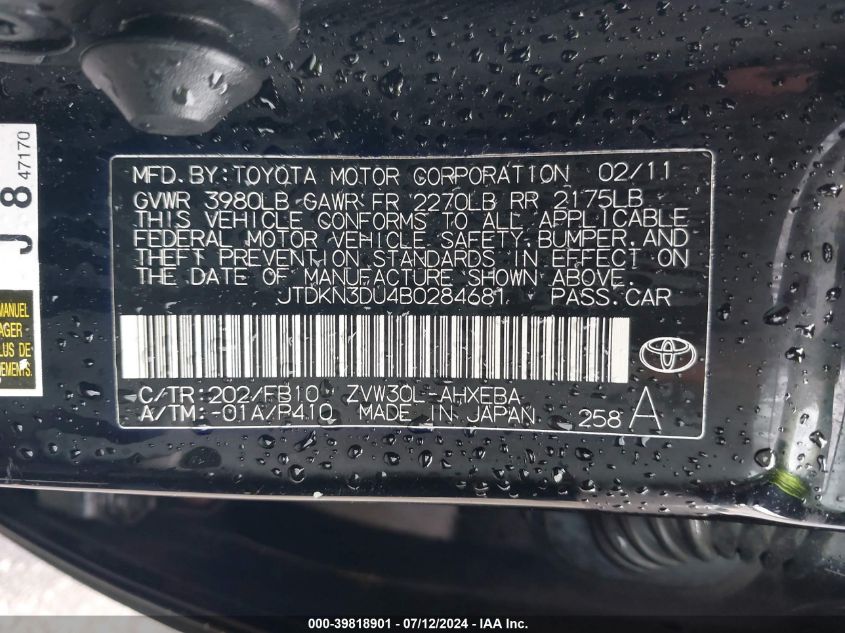 MFD. BY: TOYOTA MOTOR CORPORATION 02/11
GVWR 3980LB GAWR FR 2270LB RR 2175LB
THIS VEHICLE CONFORMS TO ALL APPLICABLE
FEDERAL MOTOR VEHICLE SAFETY, BUMPER, AND
THEFT PREVENTION STANDARDS IN EFFECT ON
THE DATE OF MANUFACTURE SHOWN ABOVE.
JTDKN3DU4B0284681 PASS. CAR
C/TR: 202/FB10 ZVW30L-AHXEBA
A/TM: -01A/P410 MADE IN JAPAN 258 A
J 8 47170
MANUEL
AGER
LUS DE
EMENTS.
000-39818901 - 07/12/2024 - IAA Inc.